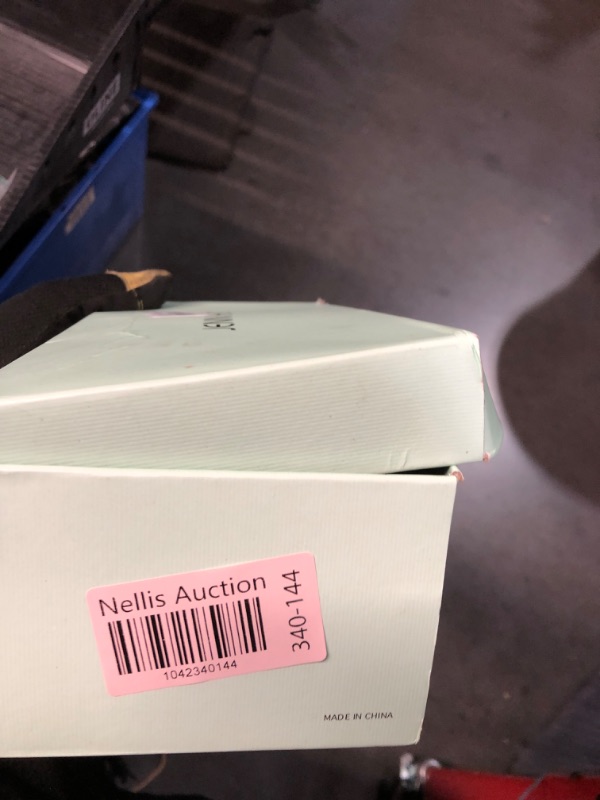 Nellis Auction
1042340144
340-144
MADE IN CHINA